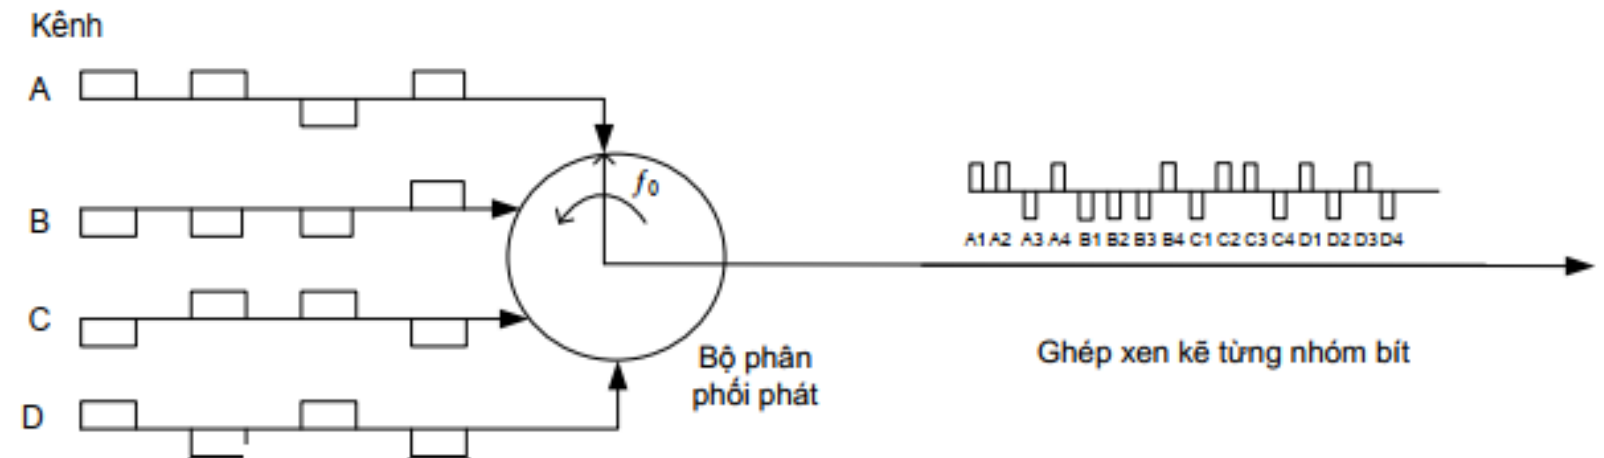 Kênh
A
B
C
D
f0
Bộ phân
phối phát
A1 A2 A3 A4 B1 B2 B3 B4 C1 C2 C3 C4 D1 D2 D3 D4
Ghép xen kẽ từng nhóm bít